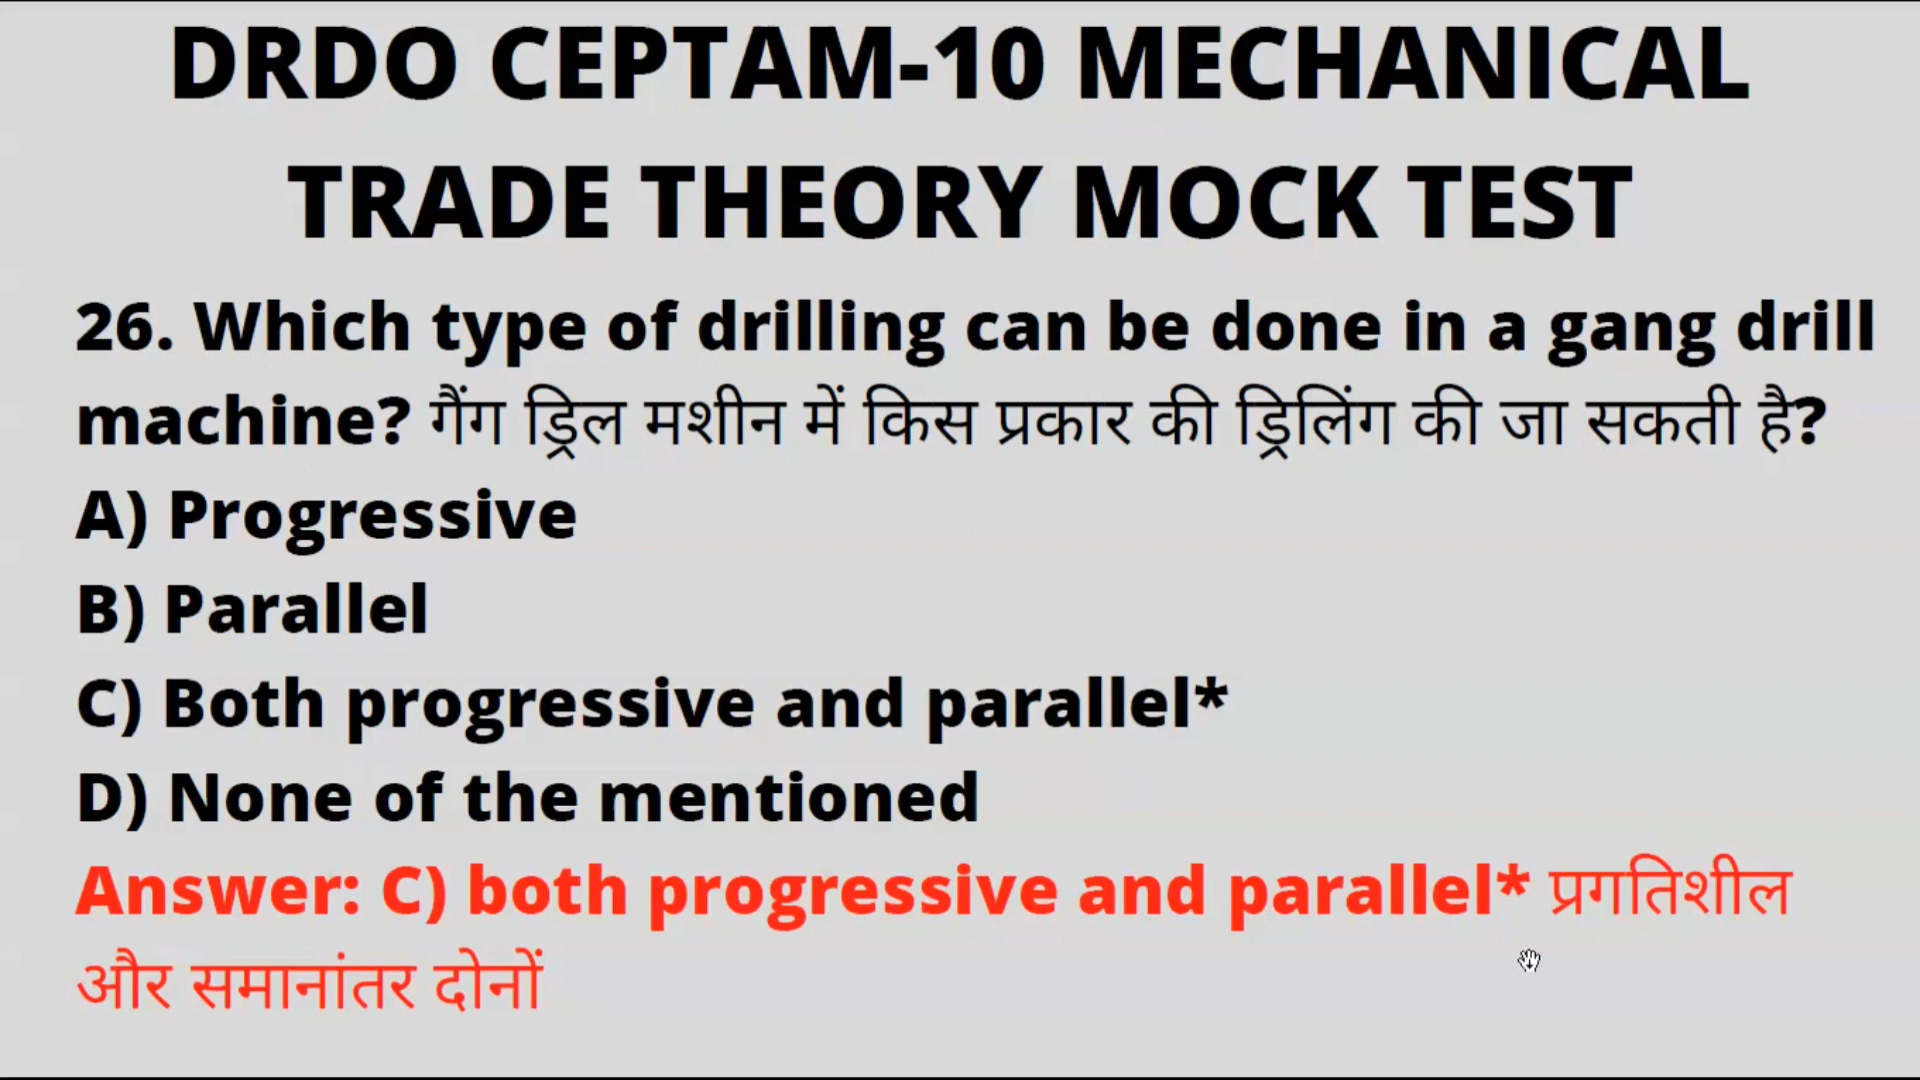 DRDO CEPTAM-10 MECHANICAL
TRADE THEORY MOCK TEST
26. Which type of drilling can be done in a gang drill
machine? गैंग ड्रिल मशीन में किस प्रकार की ड्रिलिंग की जा सकती है?
A) Progressive
B) Parallel
C) Both progressive and parallel*
D) None of the mentioned
Answer: C) both progressive and parallel* प्रगतिशील
और समानांतर दोनों